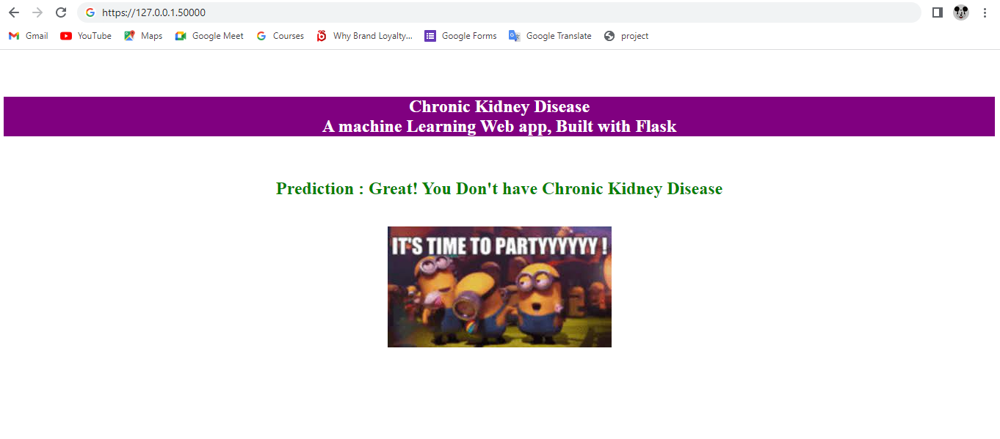 https://127.0.0.1.50000
Gmail YouTube Maps Google Meet Courses Why Brand Loyalty... Google Forms Google Translate project
Chronic Kidney Disease
A machine Learning Web app, Built with Flask
Prediction : Great! You Don't have Chronic Kidney Disease
IT'S TIME TO PARTYYYYYY !